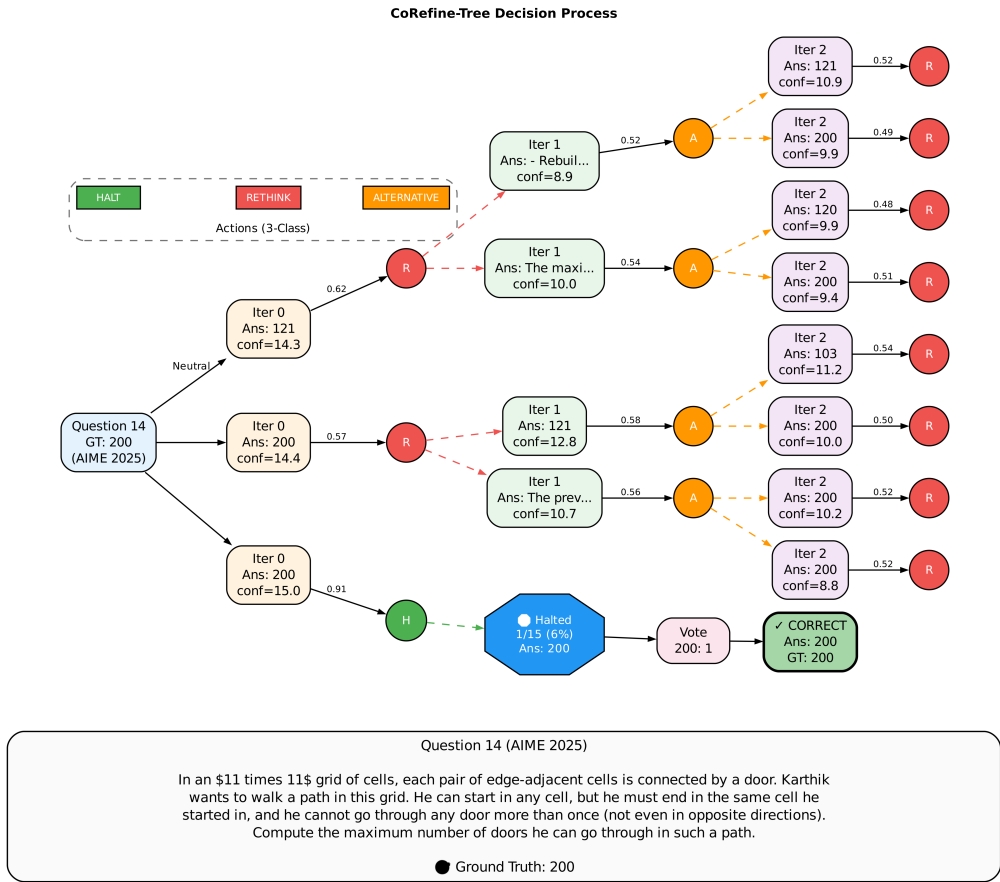 CoRefine-Tree Decision Process
HALT
RETHINK
ALTERNATIVE
Actions (3-Class)
Question 14
GT: 200
(AIME 2025)
Neutral
Iter 0
Ans: 121
conf=14.3
0.62
R
Iter 0
Ans: 200
conf=14.4
0.57
R
Iter 0
Ans: 200
conf=15.0
0.91
H
Iter 1
Ans: - Rebuil...
conf=8.9
0.52
A
Iter 1
Ans: The maxi...
conf=10.0
0.54
A
Iter 1
Ans: 121
conf=12.8
0.58
A
Iter 1
Ans: The prev...
conf=10.7
0.56
A
Iter 2
Ans: 121
conf=10.9
0.52
R
Iter 2
Ans: 200
conf=9.9
0.49
R
Iter 2
Ans: 120
conf=9.9
0.48
R
Iter 2
Ans: 200
conf=9.4
0.51
R
Iter 2
Ans: 103
conf=11.2
0.54
R
Iter 2
Ans: 200
conf=10.0
0.50
R
Iter 2
Ans: 200
conf=10.2
0.52
R
Iter 2
Ans: 200
conf=8.8
0.52
R
Halted
1/15 (6%)
Ans: 200
Vote
200: 1
✓ CORRECT
Ans: 200
GT: 200
Question 14 (AIME 2025)
In an $11 times 11$ grid of cells, each pair of edge-adjacent cells is connected by a door. Karthik
wants to walk a path in this grid. He can start in any cell, but he must end in the same cell he
started in, and he cannot go through any door more than once (not even in opposite directions).
Compute the maximum number of doors he can go through in such a path.
Ground Truth: 200